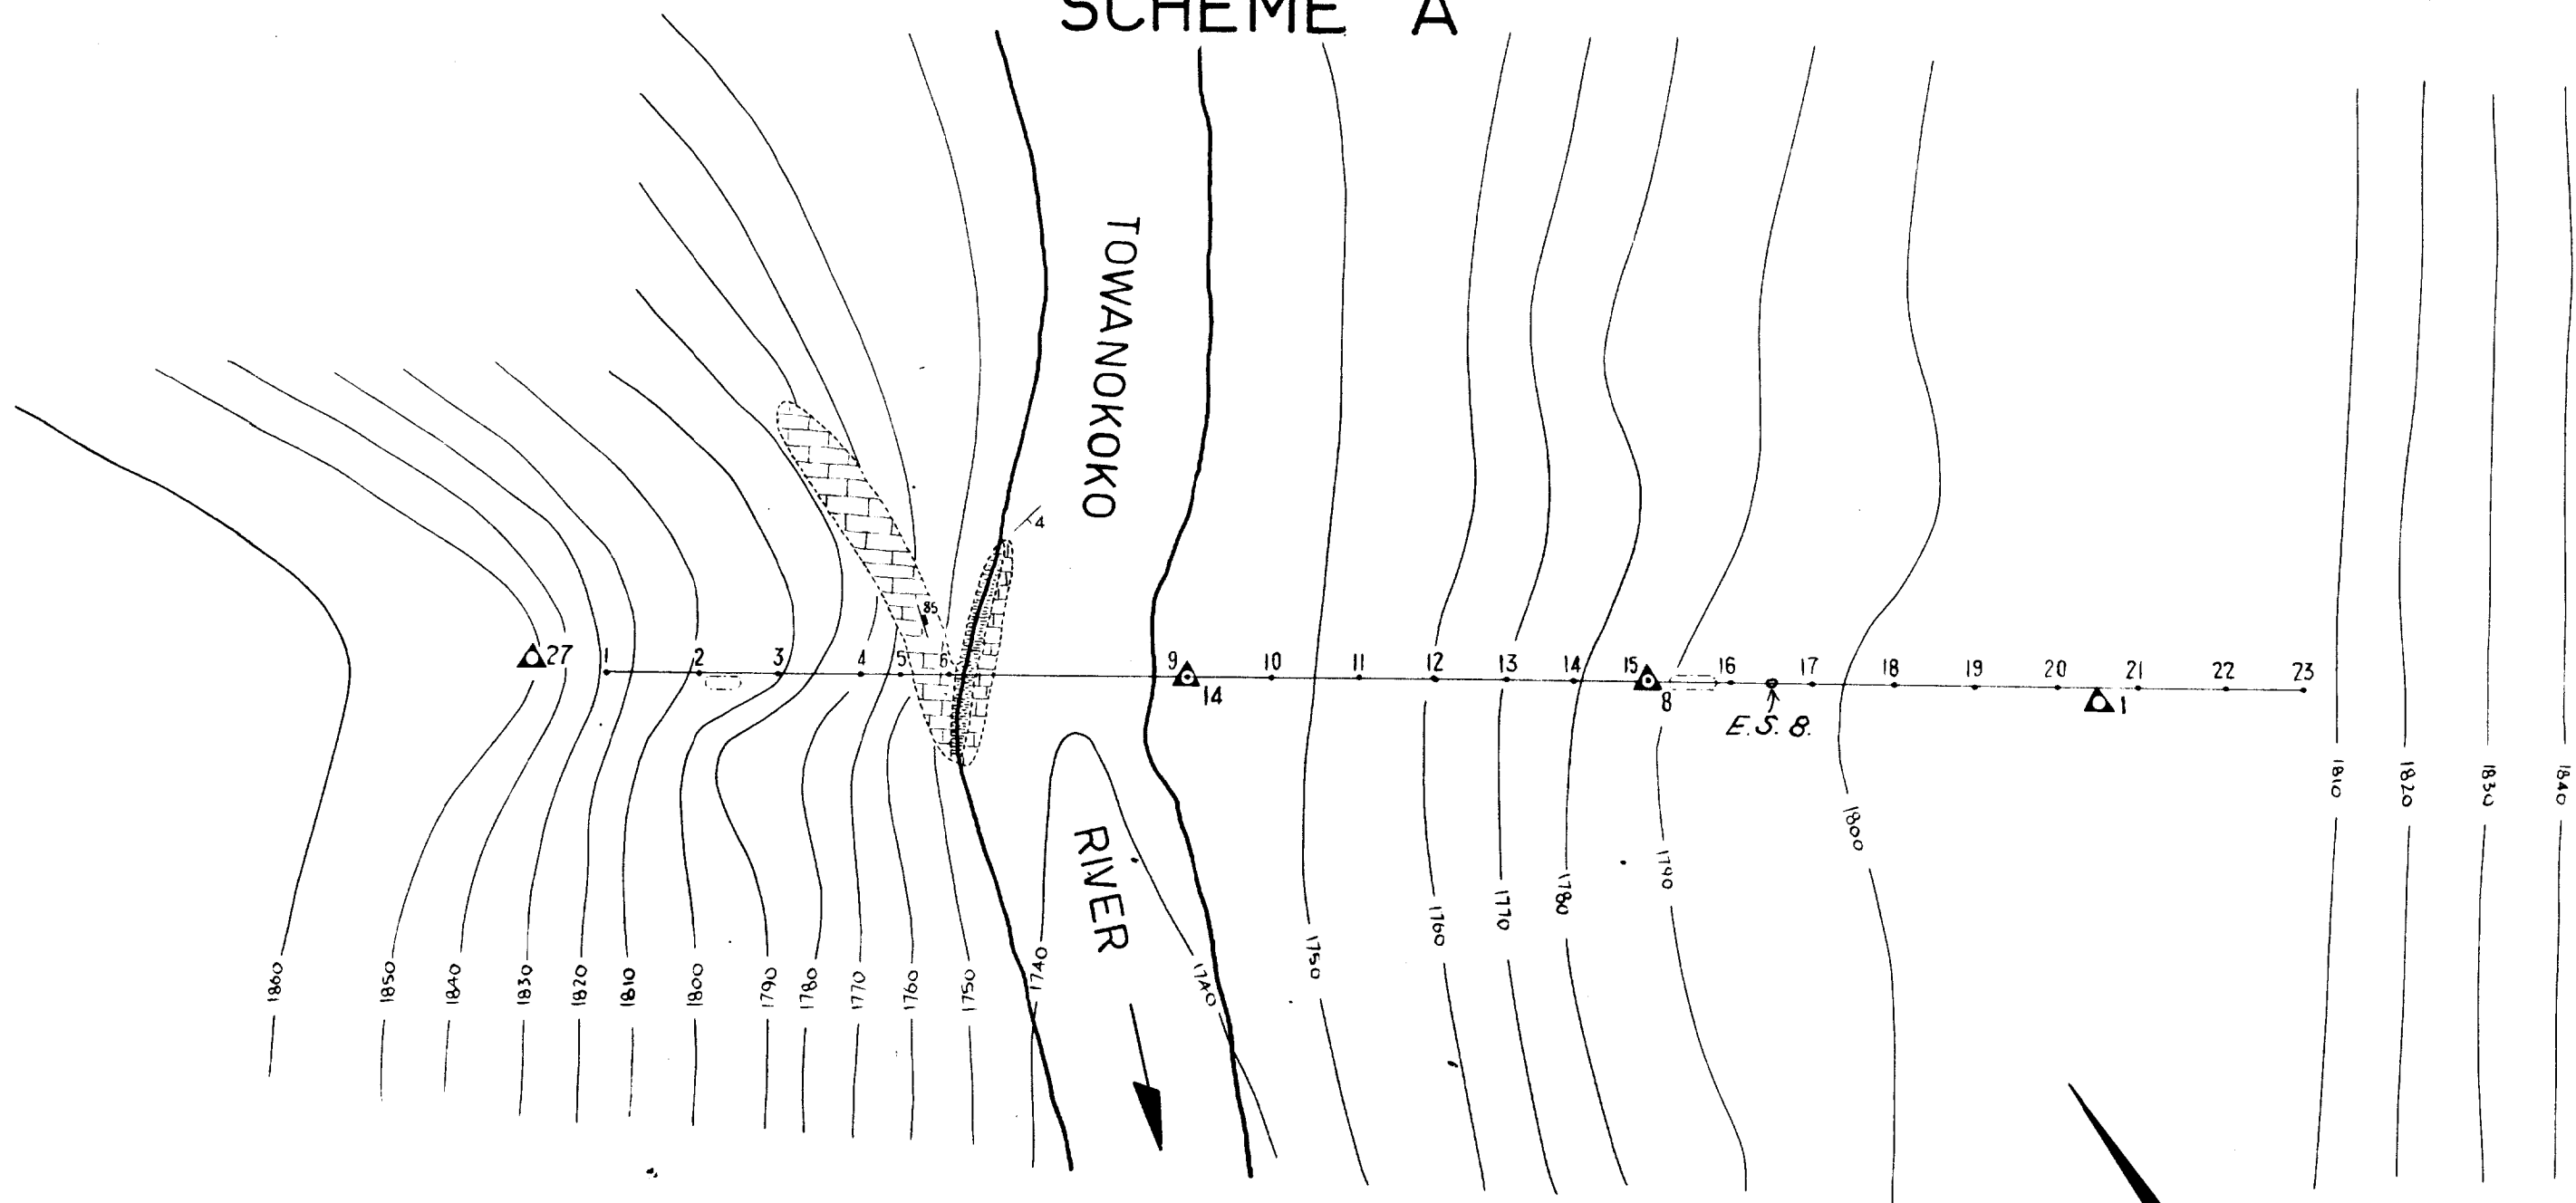 SCHEME A
TOWANOKOKO
RIVER
4
85
27
1 2 3 4 5 6 9 10 11 12 13 14 15 16 17 18 19 20 21 22 23
14
8
1
E.S. 8.
1860 1850 1840 1830 1820 1810 1800 1790 1780 1770 1760 1750 1740 1740 1750 1760 1770 1780 1790 1800 1810 1820 1830 1840